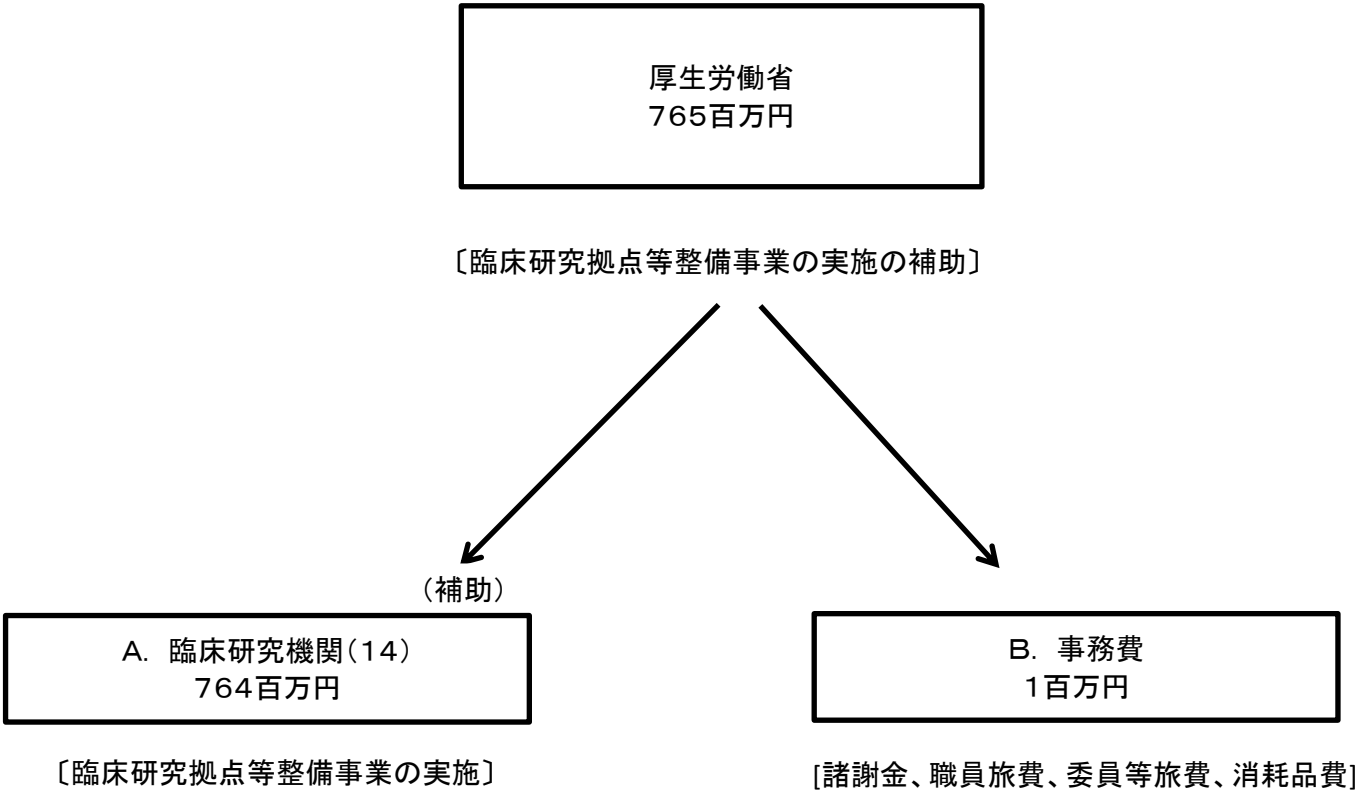 厚生労働省
765百万円
〔臨床研究拠点等整備事業の実施の補助〕
（補助）
A. 臨床研究機関（14）
764百万円
〔臨床研究拠点等整備事業の実施〕
B. 事務費
1百万円
[諸謝金、職員旅費、委員等旅費、消耗品費]